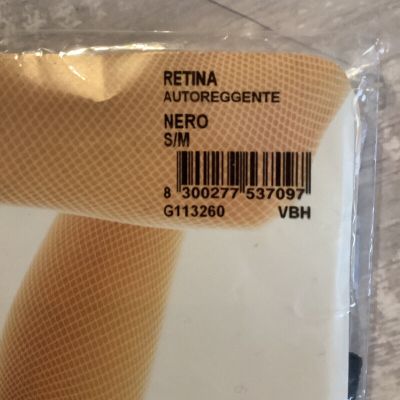 RETINA
AUTOREGGENTE
NERO
S/M
8 300277 537097
G113260 VBH